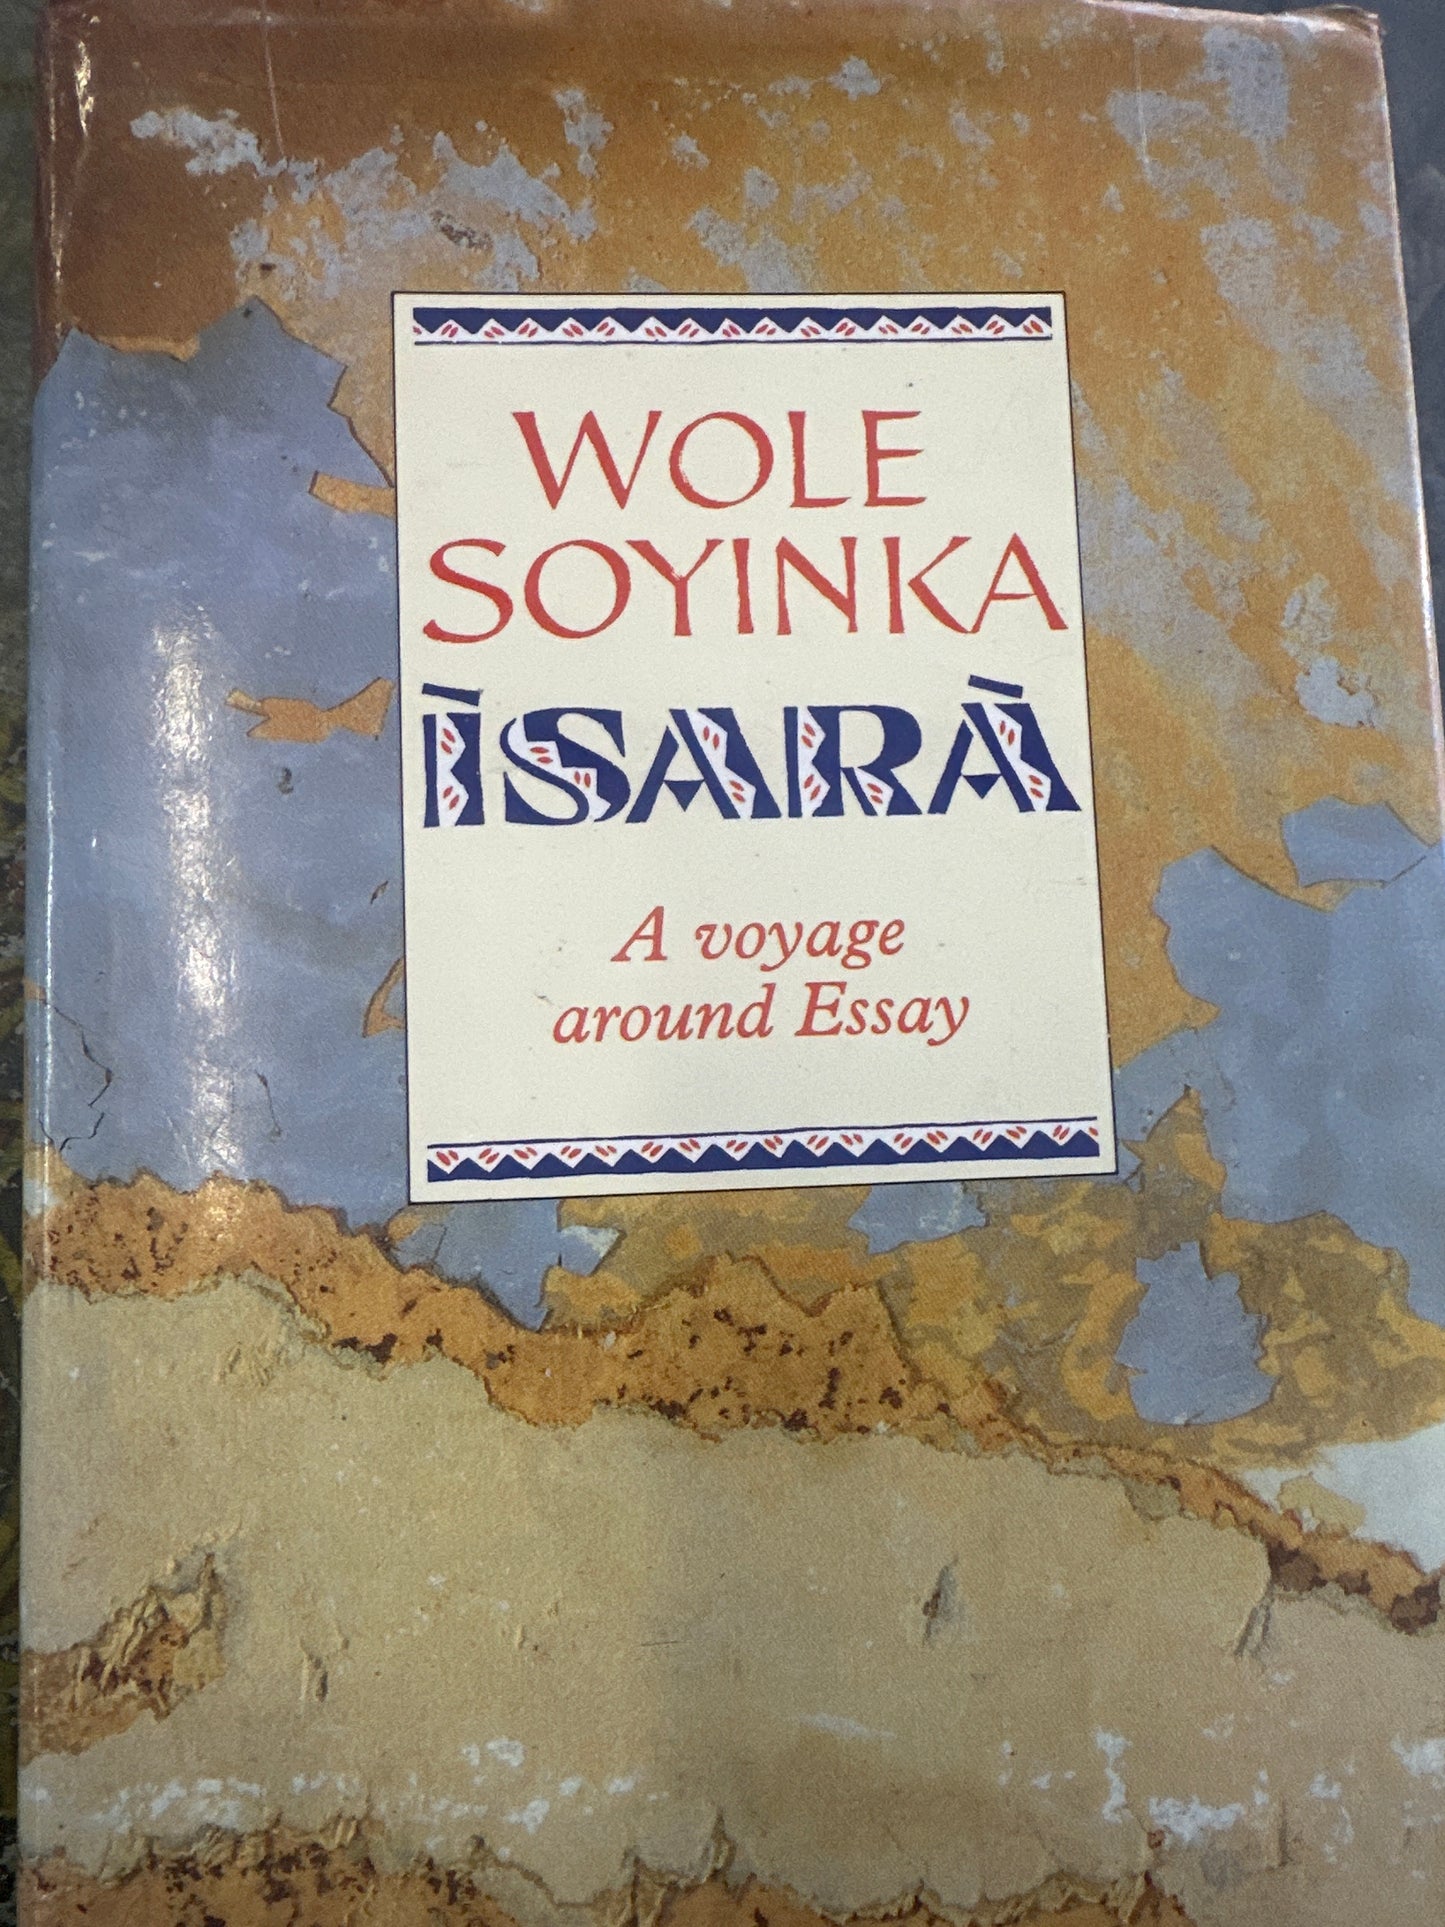 WOLE
SOYINKA
ÌSARÀ
A voyage
around Essay